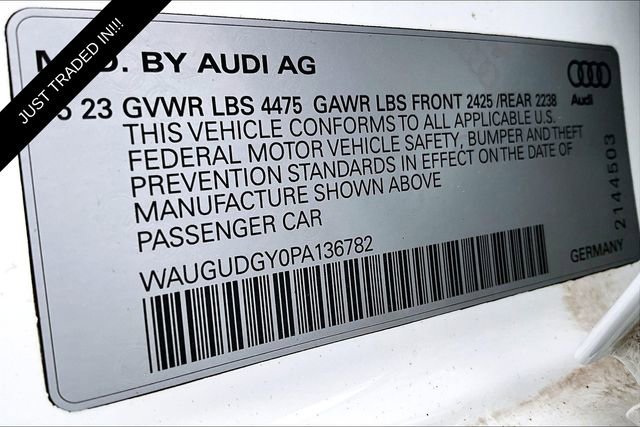 JUST TRADED IN!!!
BY AUDI AG
Audi
23 GVWR LBS 4475 GAWR LBS FRONT 2425 /REAR 2238
THIS VEHICLE CONFORMS TO ALL APPLICABLE U.S.
FEDERAL MOTOR VEHICLE SAFETY, BUMPER AND THEFT
PREVENTION STANDARDS IN EFFECT ON THE DATE OF
MANUFACTURE SHOWN ABOVE
PASSENGER CAR
WAUGUDGY0PA136782
GERMANY
2144503